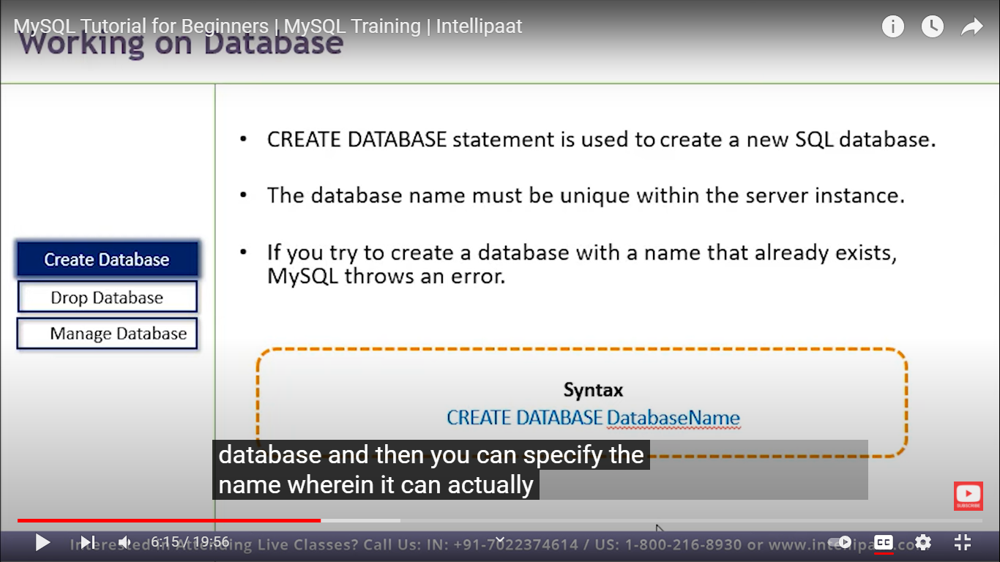 MySQL Tutorial for Beginners | MySQL Training | Intellipaat
Working on Database
• CREATE DATABASE statement is used to create a new SQL database.
• The database name must be unique within the server instance.
• If you try to create a database with a name that already exists,
MySQL throws an error.
Create Database
Drop Database
Manage Database
Syntax
CREATE DATABASE DatabaseName
database and then you can specify the
name wherein it can actually
SUBSCRIBE
6:15 / 19:56
Interested in Attending Live Classes? Call Us: IN: +91-7022374614 / US: 1-800-216-8930 or
CC